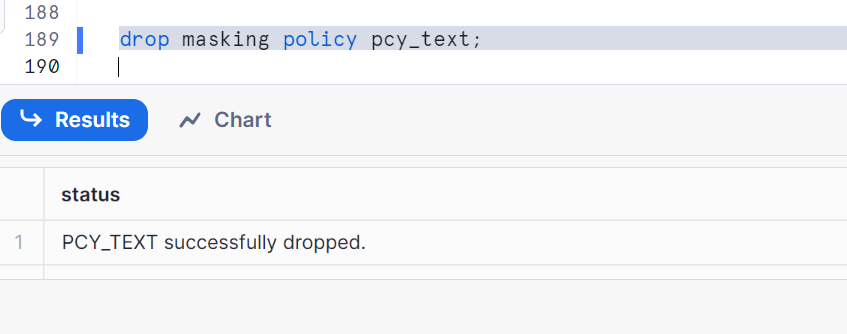 188
189 drop masking policy pcy_text;
190
Results Chart
status
1 PCY_TEXT successfully dropped.